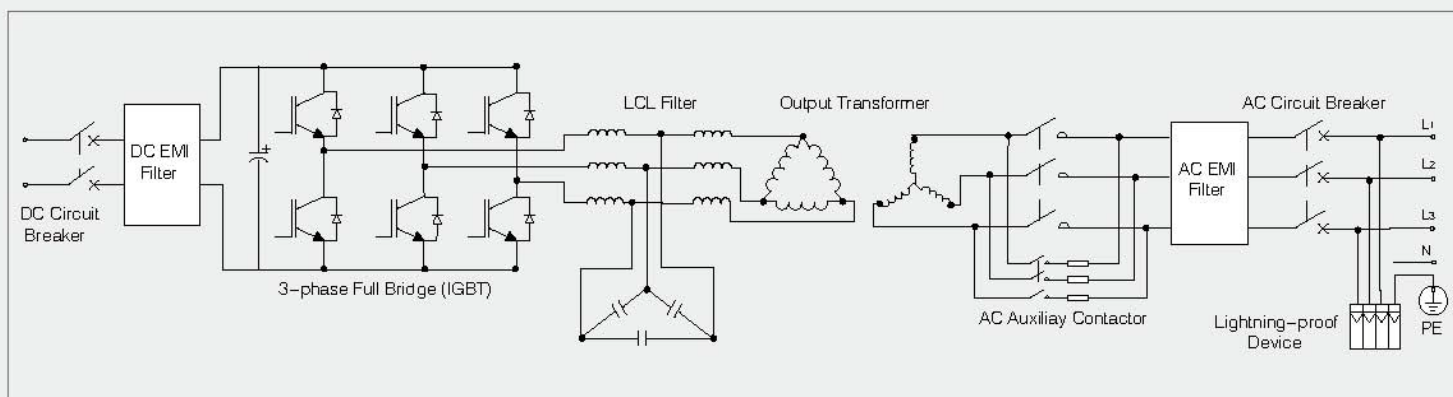 DC Circuit
Breaker
DC EMI
Filter
+
3-phase Full Bridge (IGBT)
LCL Filter
Output Transformer
AC Auxiliay Contactor
AC EMI
Filter
AC Circuit Breaker
Lightning-proof
Device
L1
L2
L3
N
PE